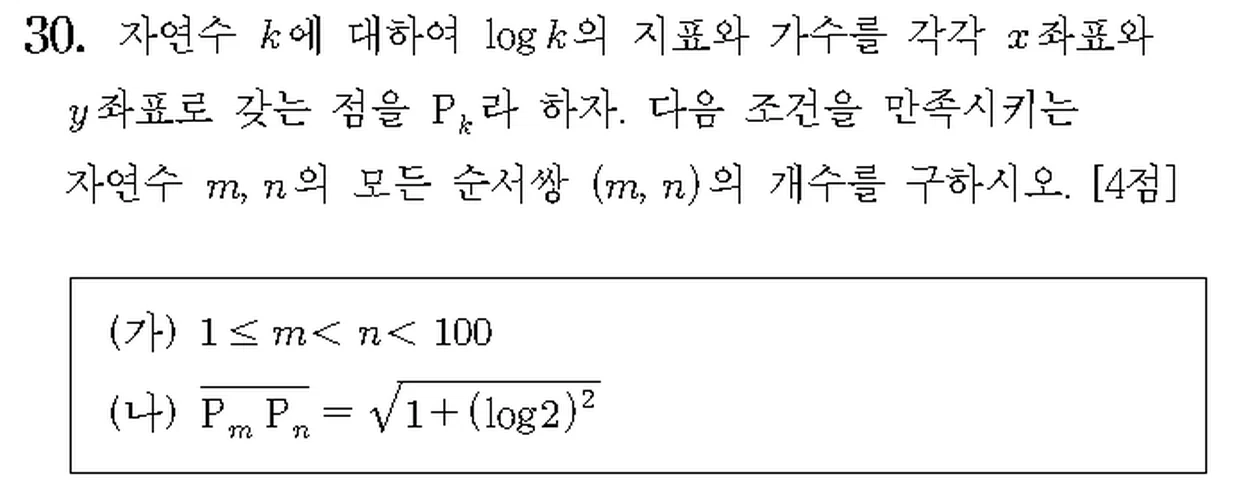 30. 자연수 k에 대하여 log k의 지표와 가수를 각각 x좌표와
y좌표로 갖는 점을 Pₖ라 하자. 다음 조건을 만족시키는
자연수 m, n의 모든 순서쌍 (m, n)의 개수를 구하시오. [4점]
(가) 1 ≤ m < n < 100
(나) P̅ₘP̅ₙ = √(1+(log2)²)